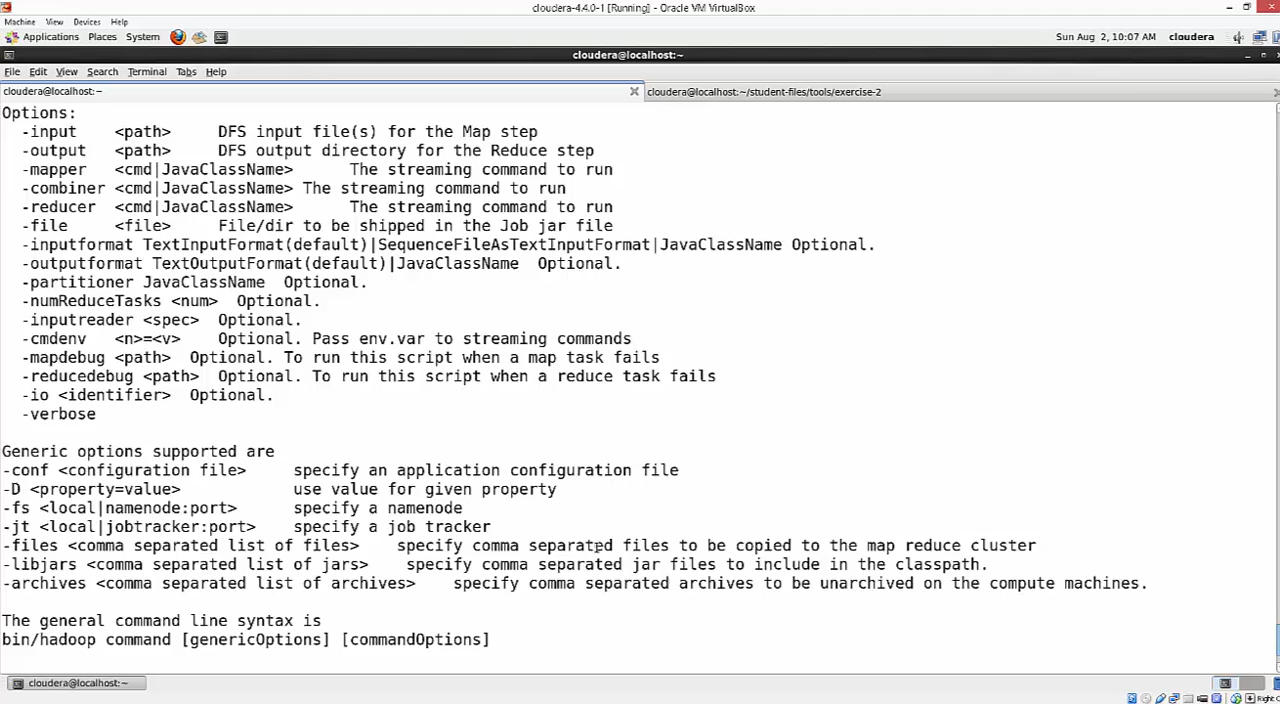 cloudera-4.4.0-1 [Running] - Oracle VM VirtualBox
Machine View Devices Help
Applications Places System Sun Aug 2, 10:07 AM cloudera
cloudera@localhost:~
File Edit View Search Terminal Tabs Help
cloudera@localhost:~ cloudera@localhost:~/student-files/tools/exercise-2
Options:
-input <path> DFS input file(s) for the Map step
-output <path> DFS output directory for the Reduce step
-mapper <cmd|JavaClassName> The streaming command to run
-combiner <cmd|JavaClassName> The streaming command to run
-reducer <cmd|JavaClassName> The streaming command to run
-file <file> File/dir to be shipped in the Job jar file
-inputformat TextInputFormat(default)|SequenceFileAsTextInputFormat|JavaClassName Optional.
-outputformat TextOutputFormat(default)|JavaClassName Optional.
-partitioner JavaClassName Optional.
-numReduceTasks <num> Optional.
-inputreader <spec> Optional.
-cmdenv <n>=<v> Optional. Pass env.var to streaming commands
-mapdebug <path> Optional. To run this script when a map task fails
-reducedebug <path> Optional. To run this script when a reduce task fails
-io <identifier> Optional.
-verbose
Generic options supported are
-conf <configuration file> specify an application configuration file
-D <property=value> use value for given property
-fs <local|namenode:port> specify a namenode
-jt <local|jobtracker:port> specify a job tracker
-files <comma separated list of files> specify comma separated files to be copied to the map reduce cluster
-libjars <comma separated list of jars> specify comma separated jar files to include in the classpath.
-archives <comma separated list of archives> specify comma separated archives to be unarchived on the compute machines.
The general command line syntax is
bin/hadoop command [genericOptions] [commandOptions]
cloudera@localhost:~
Right C